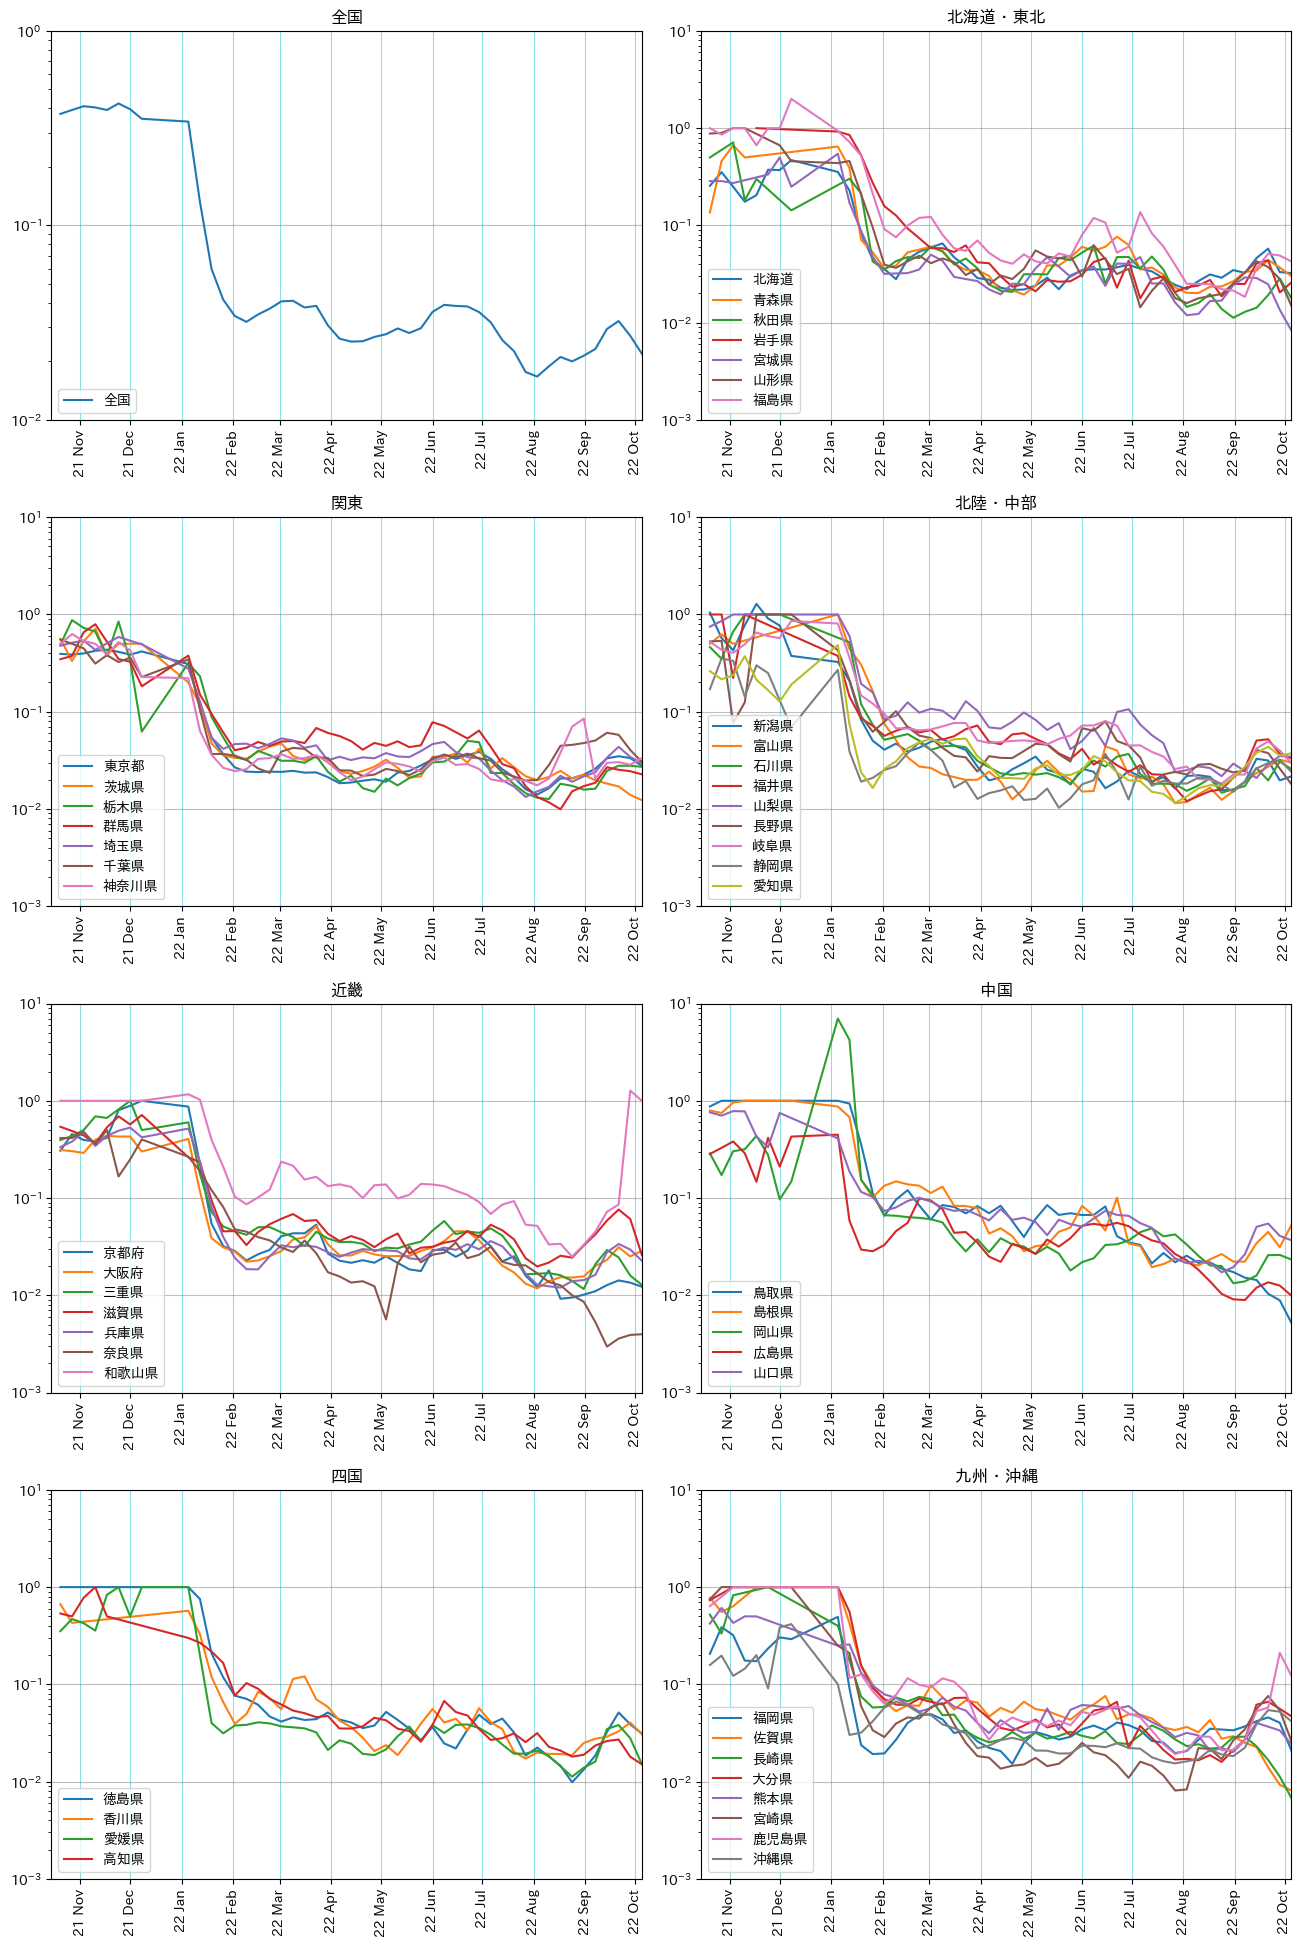 全国
10⁰
10⁻¹
10⁻²
全国
21 Nov
21 Dec
22 Jan
22 Feb
22 Mar
22 Apr
22 May
22 Jun
22 Jul
22 Aug
22 Sep
22 Oct
北海道・東北
10¹
10⁰
10⁻¹
10⁻²
10⁻³
北海道
青森県
秋田県
岩手県
宮城県
山形県
福島県
21 Nov
21 Dec
22 Jan
22 Feb
22 Mar
22 Apr
22 May
22 Jun
22 Jul
22 Aug
22 Sep
22 Oct
関東
10¹
10⁰
10⁻¹
10⁻²
10⁻³
東京都
茨城県
栃木県
群馬県
埼玉県
千葉県
神奈川県
21 Nov
21 Dec
22 Jan
22 Feb
22 Mar
22 Apr
22 May
22 Jun
22 Jul
22 Aug
22 Sep
22 Oct
北陸・中部
10¹
10⁰
10⁻¹
10⁻²
10⁻³
新潟県
富山県
石川県
福井県
山梨県
長野県
岐阜県
静岡県
愛知県
21 Nov
21 Dec
22 Jan
22 Feb
22 Mar
22 Apr
22 May
22 Jun
22 Jul
22 Aug
22 Sep
22 Oct
近畿
10¹
10⁰
10⁻¹
10⁻²
10⁻³
京都府
大阪府
三重県
滋賀県
兵庫県
奈良県
和歌山県
21 Nov
21 Dec
22 Jan
22 Feb
22 Mar
22 Apr
22 May
22 Jun
22 Jul
22 Aug
22 Sep
22 Oct
中国
10¹
10⁰
10⁻¹
10⁻²
10⁻³
鳥取県
島根県
岡山県
広島県
山口県
21 Nov
21 Dec
22 Jan
22 Feb
22 Mar
22 Apr
22 May
22 Jun
22 Jul
22 Aug
22 Sep
22 Oct
四国
10¹
10⁰
10⁻¹
10⁻²
10⁻³
徳島県
香川県
愛媛県
高知県
21 Nov
21 Dec
22 Jan
22 Feb
22 Mar
22 Apr
22 May
22 Jun
22 Jul
22 Aug
22 Sep
22 Oct
九州・沖縄
10¹
10⁰
10⁻¹
10⁻²
10⁻³
福岡県
佐賀県
長崎県
大分県
熊本県
宮崎県
鹿児島県
沖縄県
21 Nov
21 Dec
22 Jan
22 Feb
22 Mar
22 Apr
22 May
22 Jun
22 Jul
22 Aug
22 Sep
22 Oct